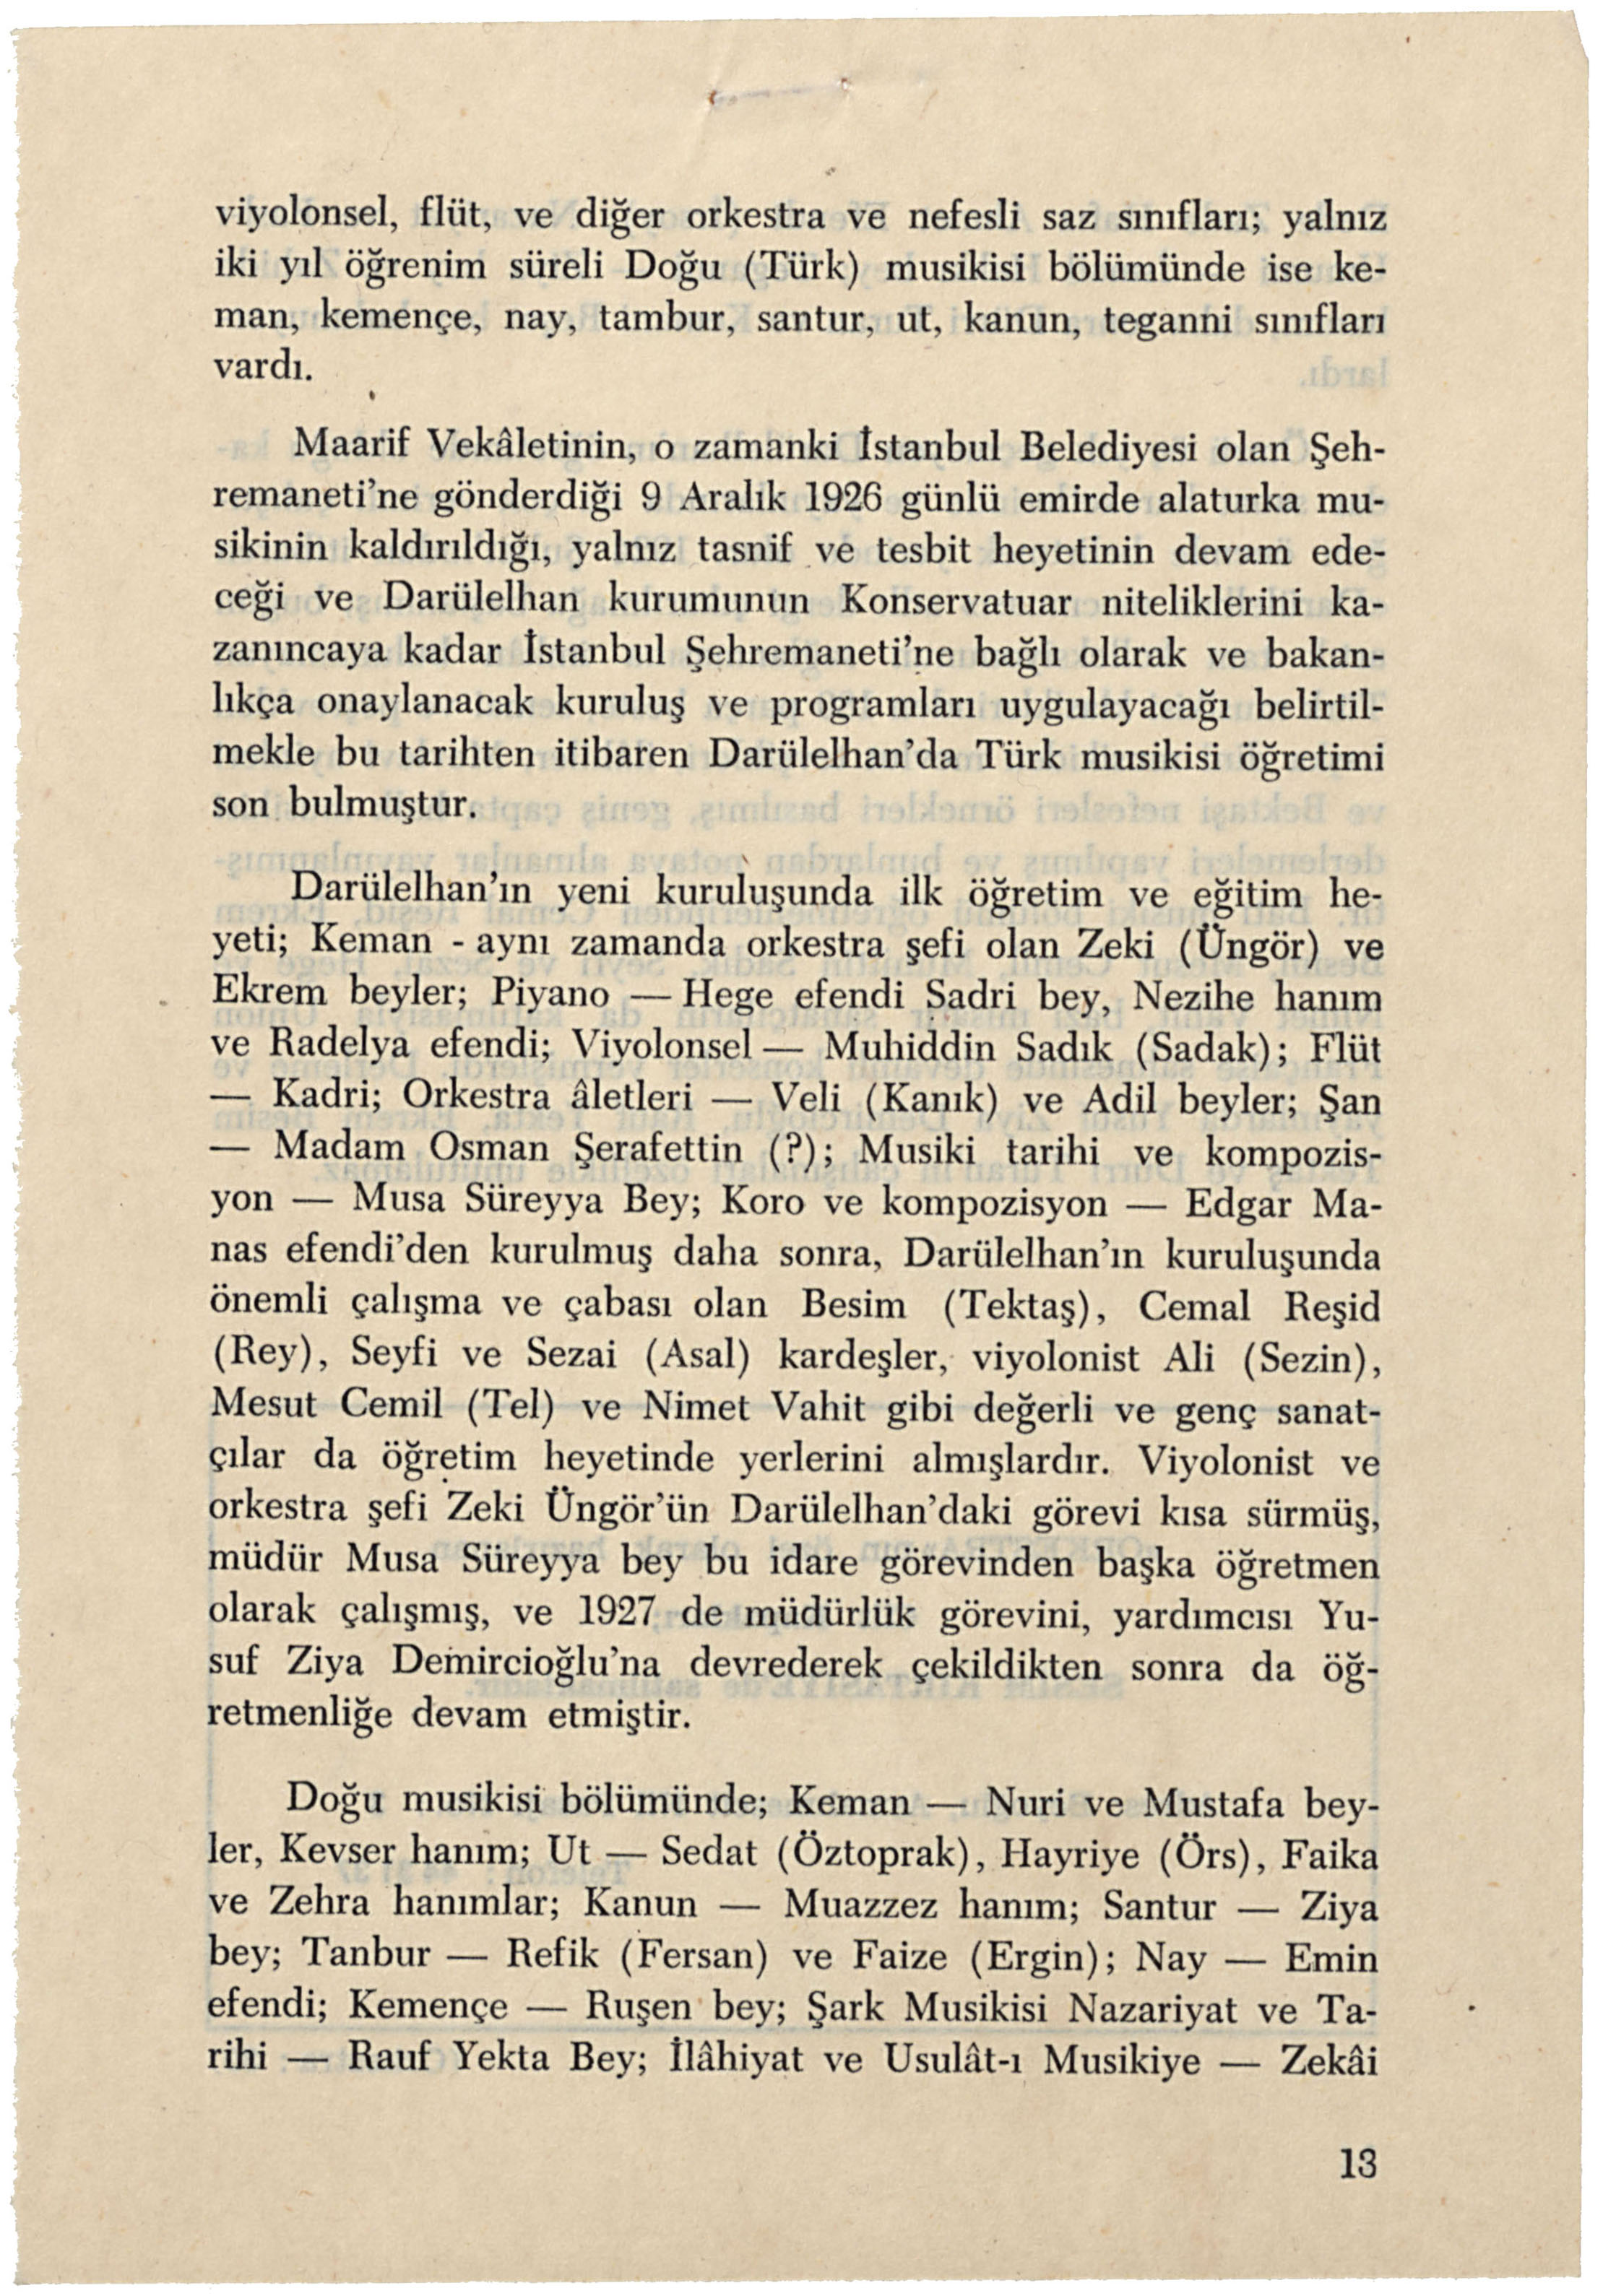 viyolonsel, flüt, ve diğer orkestra ve nefesli saz sınıfları; yalnız
iki yıl öğrenim süreli Doğu (Türk) musikisi bölümünde ise ke-
man, kemençe, nay, tambur, santur, ut, kanun, teganni sınıfları
vardı.
Maarif Vekâletinin, o zamanki İstanbul Belediyesi olan Şeh-
remaneti'ne gönderdiği 9 Aralık 1926 günlü emirde alaturka mu-
sikinin kaldırıldığı, yalnız tasnif ve tesbit heyetinin devam ede-
ceği ve Darülelhan kurumunun Konservatuar niteliklerini ka-
zanıncaya kadar İstanbul Şehremaneti'ne bağlı olarak ve bakan-
lıkça onaylanacak kuruluş ve programları uygulayacağı belirtil-
mekle bu tarihten itibaren Darülelhan'da Türk musikisi öğretimi
son bulmuştur.
Darülelhan'ın yeni kuruluşunda ilk öğretim ve eğitim he-
yeti; Keman - aynı zamanda orkestra şefi olan Zeki (Üngör) ve
Ekrem beyler; Piyano — Hege efendi Sadri bey, Nezihe hanım
ve Radelya efendi; Viyolonsel — Muhiddin Sadık (Sadak); Flüt
— Kadri; Orkestra âletleri — Veli (Kanık) ve Adil beyler; Şan
— Madam Osman Şerafettin (?); Musiki tarihi ve kompozis-
yon — Musa Süreyya Bey; Koro ve kompozisyon — Edgar Ma-
nas efendi'den kurulmuş daha sonra, Darülelhan'ın kuruluşunda
önemli çalışma ve çabası olan Besim (Tektaş), Cemal Reşid
(Rey), Seyfi ve Sezai (Asal) kardeşler, viyolonist Ali (Sezin),
Mesut Cemil (Tel) ve Nimet Vahit gibi değerli ve genç sanat-
çılar da öğretim heyetinde yerlerini almışlardır. Viyolonist ve
orkestra şefi Zeki Üngör'ün Darülelhan'daki görevi kısa sürmüş,
müdür Musa Süreyya bey bu idare görevinden başka öğretmen
olarak çalışmış, ve 1927 de müdürlük görevini, yardımcısı Yu-
suf Ziya Demircioğlu'na devrederek çekildikten sonra da öğ-
retmenliğe devam etmiştir.
Doğu musikisi bölümünde; Keman — Nuri ve Mustafa bey-
ler, Kevser hanım; Ut — Sedat (Öztoprak), Hayriye (Örs), Faika
ve Zehra hanımlar; Kanun — Muazzez hanım; Santur — Ziya
bey; Tanbur — Refik (Fersan) ve Faize (Ergin); Nay — Emin
efendi; Kemençe — Ruşen bey; Şark Musikisi Nazariyat ve Ta-
rihi — Rauf Yekta Bey; İlâhiyat ve Usulât-ı Musikiye — Zekâi
13